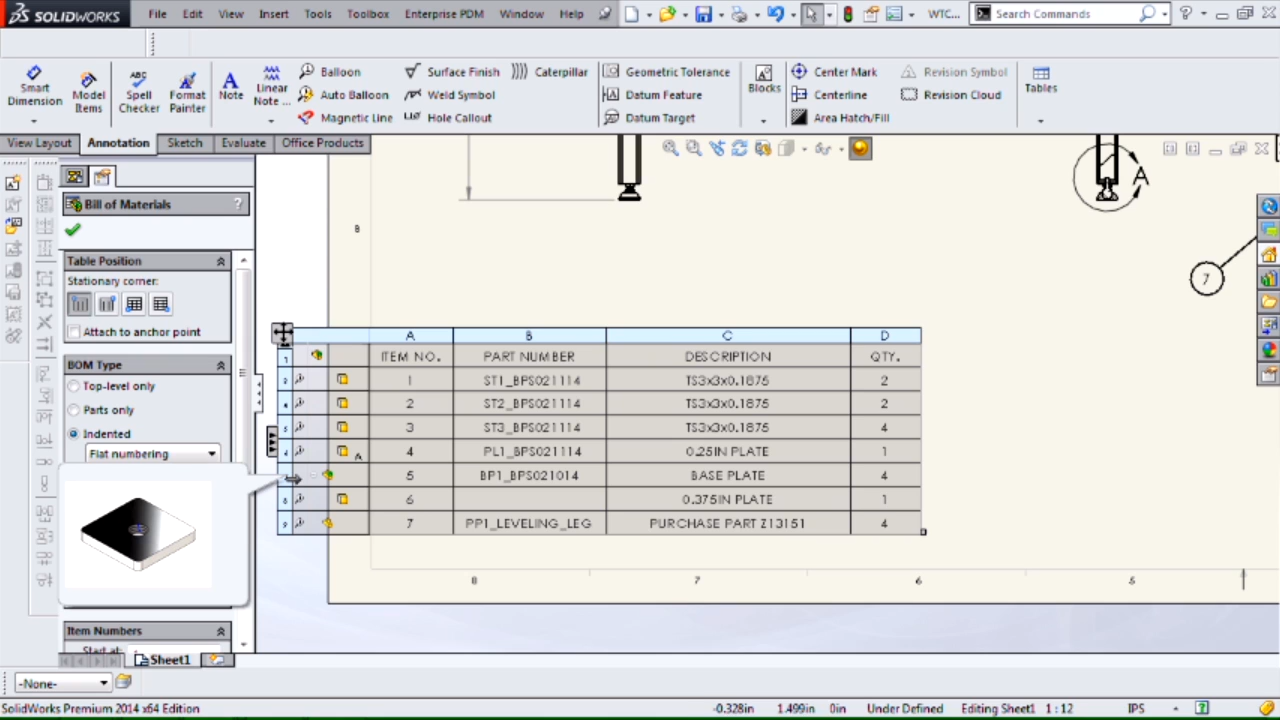 SOLIDWORKS File Edit View Insert Tools Toolbox Enterprise PDM Window Help WTC... Search Commands ?
Smart Dimension
Model Items
Spell Checker
Format Painter
Note
Linear Note ...
Balloon
Auto Balloon
Magnetic Line
Surface Finish
Weld Symbol
Hole Callout
Caterpillar
Geometric Tolerance
Datum Feature
Datum Target
Blocks
Center Mark
Centerline
Area Hatch/Fill
Revision Symbol
Revision Cloud
Tables
View Layout Annotation Sketch Evaluate Office Products
Bill of Materials ?
Table Position
Stationary corner:
Attach to anchor point
BOM Type
Top-level only
Parts only
Indented
Flat numbering
Item Numbers
Start at:
A
B
7
A B C D
ITEM NO. PART NUMBER DESCRIPTION QTY.
1 ST1_BPS021114 TS3x3x0.1875 2
2 ST2_BPS021114 TS3x3x0.1875 2
3 ST3_BPS021114 TS3x3x0.1875 4
4 PL1_BPS021114 0.25IN PLATE 1
5 BP1_BPS021014 BASE PLATE 4
6 0.375IN PLATE 1
7 PP1_LEVELING_LEG PURCHASE PART Z13151 4
8 7 6 5
Sheet1
-None-
SolidWorks Premium 2014 x64 Edition -0.328in 1.499in 0in Under Defined Editing Sheet1 1 : 12 IPS ?